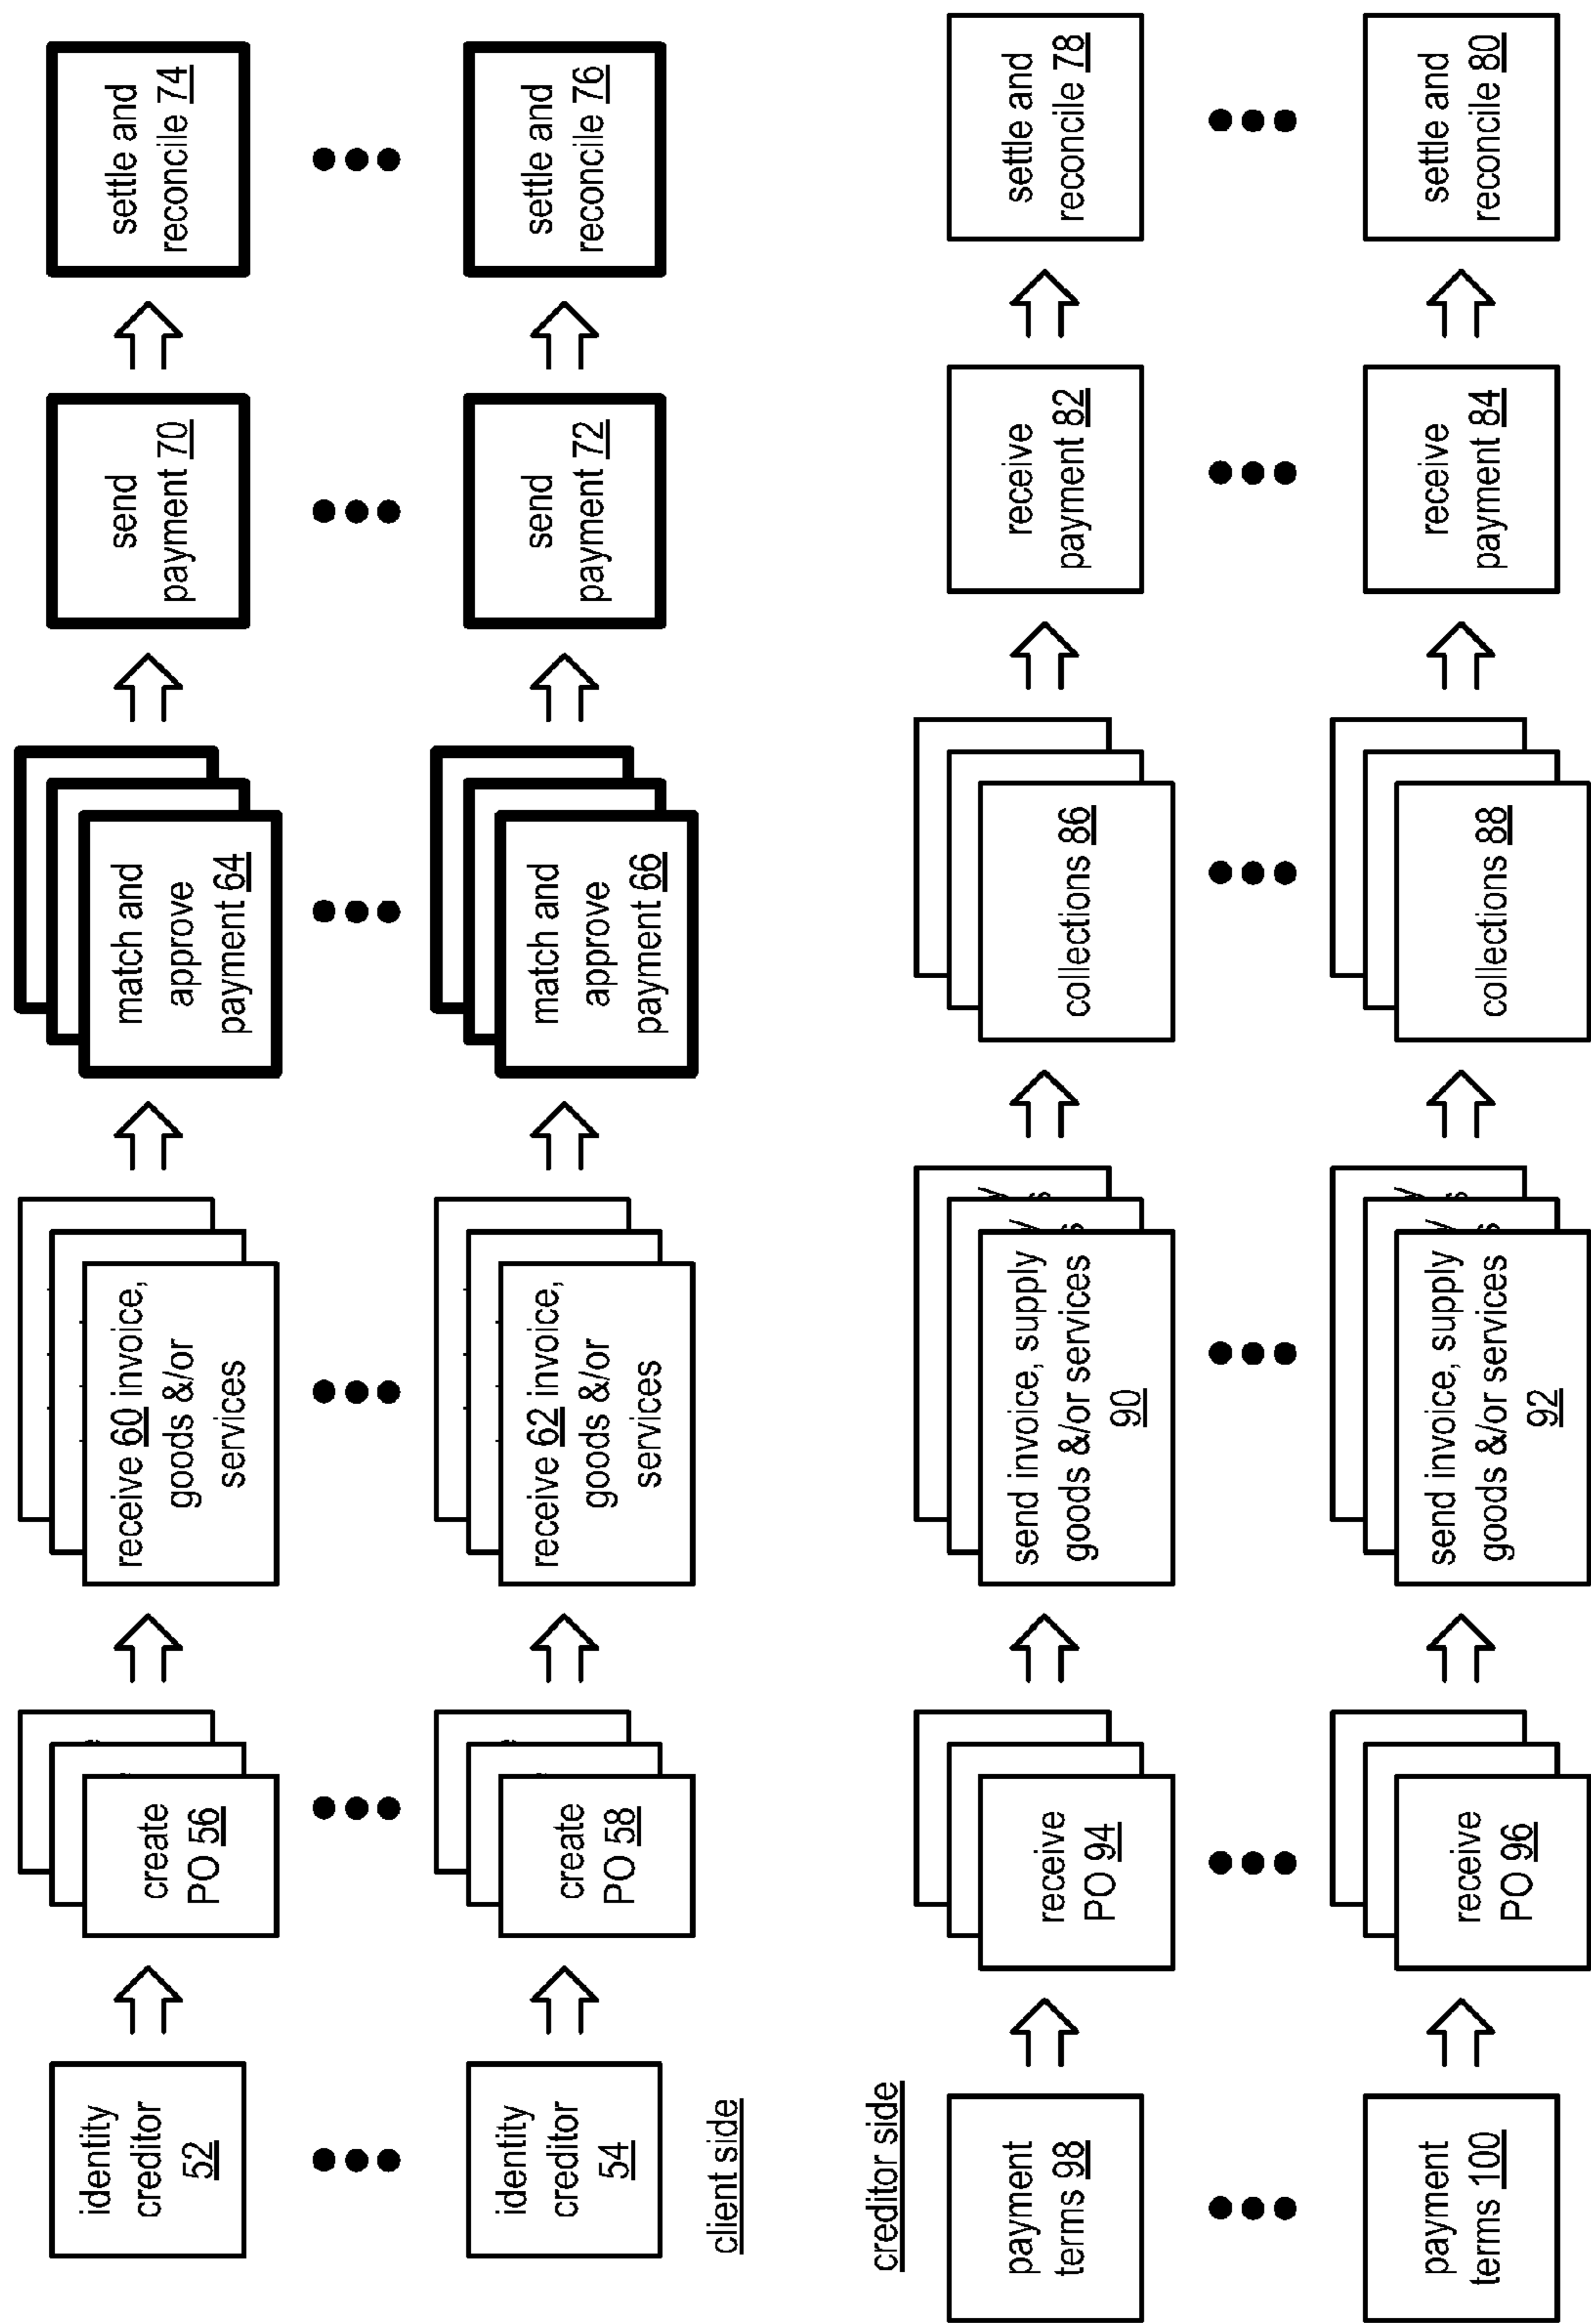 identity
creditor
52
create
PO 56
receive 60 invoice,
goods &/or
services
match and
approve
payment 64
send
payment 70
settle and
reconcile 74
identity
creditor
54
create
PO 58
receive 62 invoice,
goods &/or
services
match and
approve
payment 66
send
payment 72
settle and
reconcile 76
client side
creditor side
payment
terms 98
receive
PO 94
send invoice, supply
goods &/or services
90
collections 86
receive
payment 82
settle and
reconcile 78
payment
terms 100
receive
PO 96
send invoice, supply
goods &/or services
92
collections 88
receive
payment 84
settle and
reconcile 80